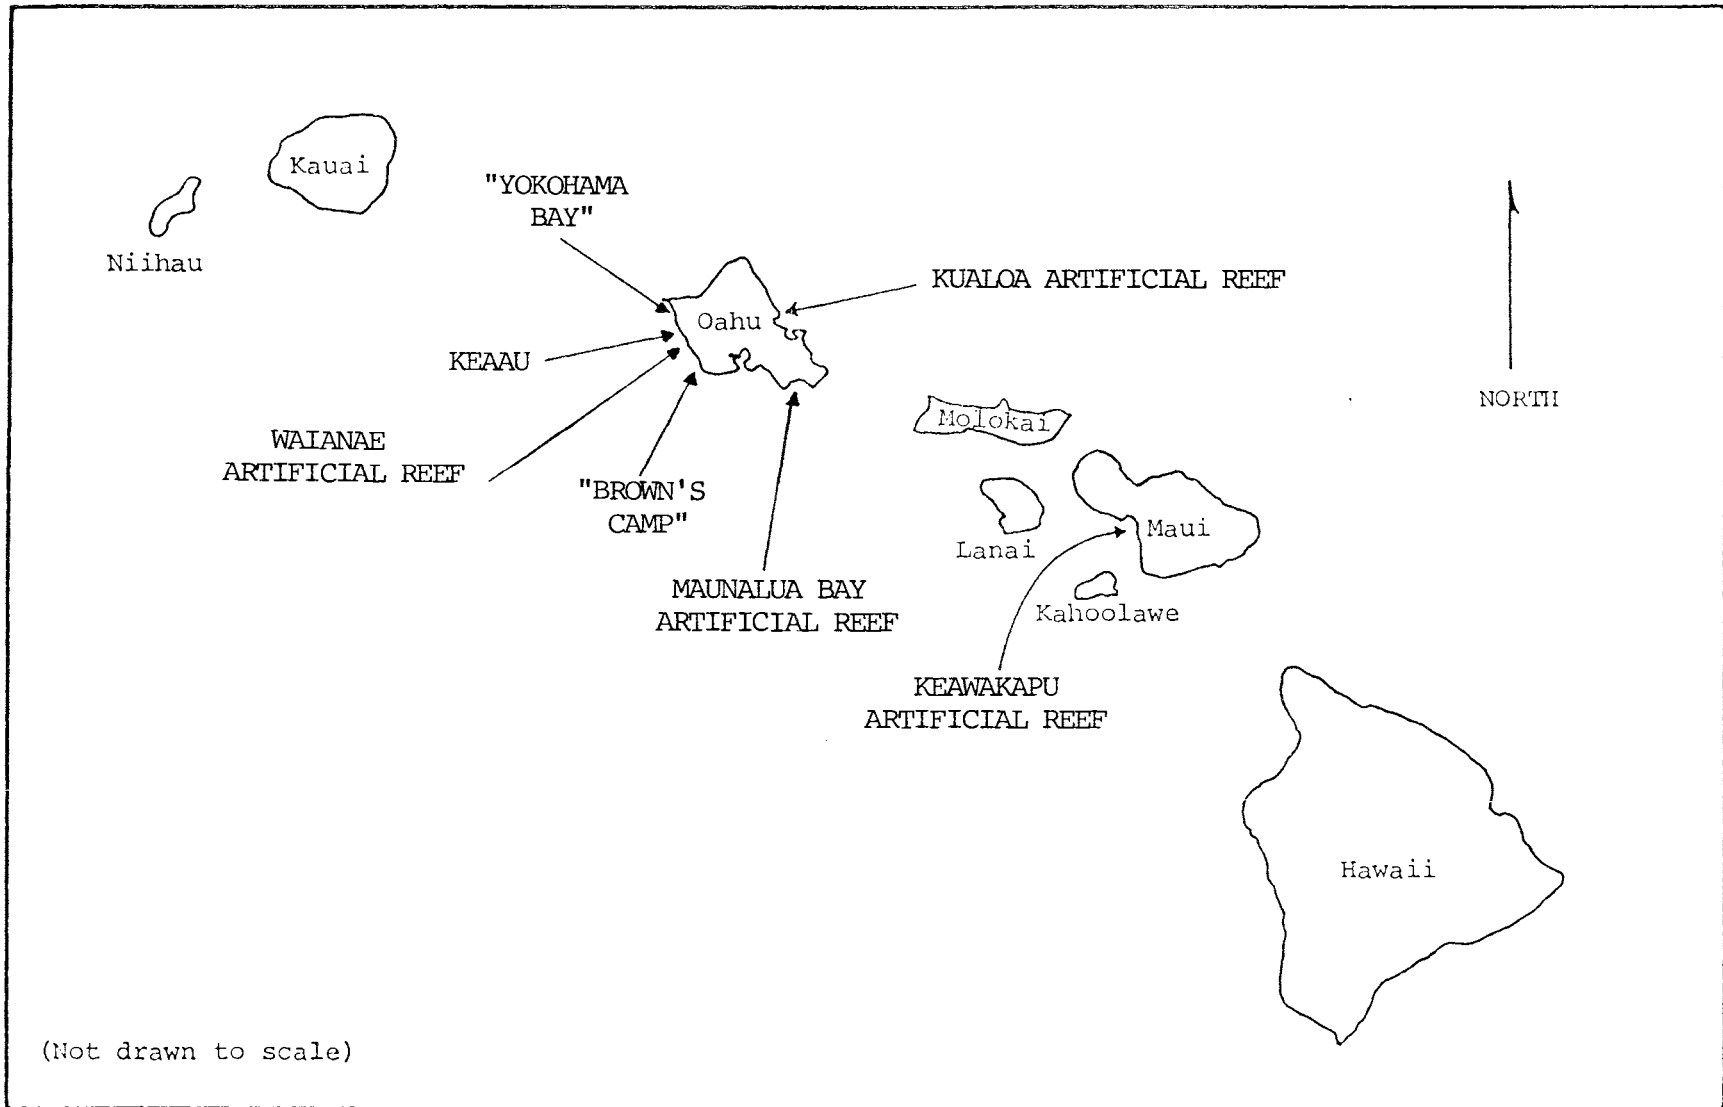 Kauai
"YOKOHAMA
BAY"
Niihau
KUALOA ARTIFICIAL REEF
Oahu
KEAAU
NORTH
Molokai
WAIANAE
ARTIFICIAL REEF
"BROWN'S
CAMP"
Maui
Lanai
MAUNALUA BAY
ARTIFICIAL REEF
Kahoolawe
KEAWAKAPU
ARTIFICIAL REEF
Hawaii
(Not drawn to scale)